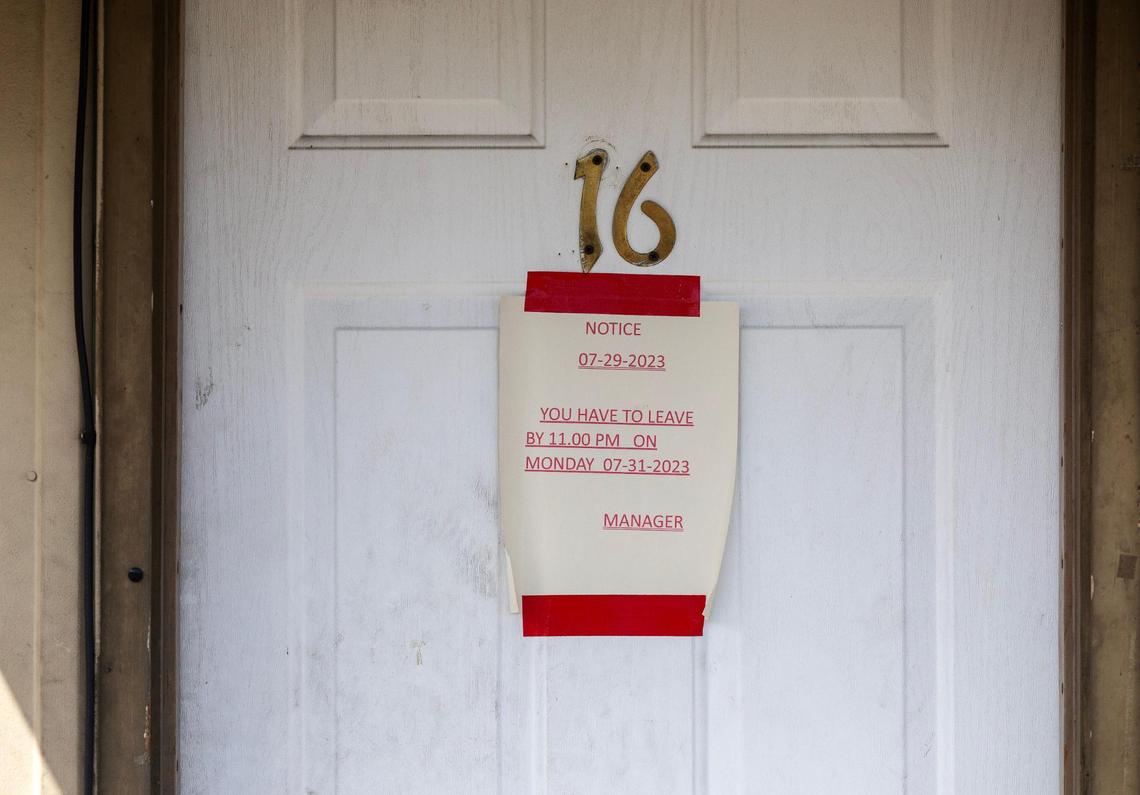 16
NOTICE
07-29-2023
YOU HAVE TO LEAVE
BY 11.00 PM ON
MONDAY 07-31-2023
MANAGER